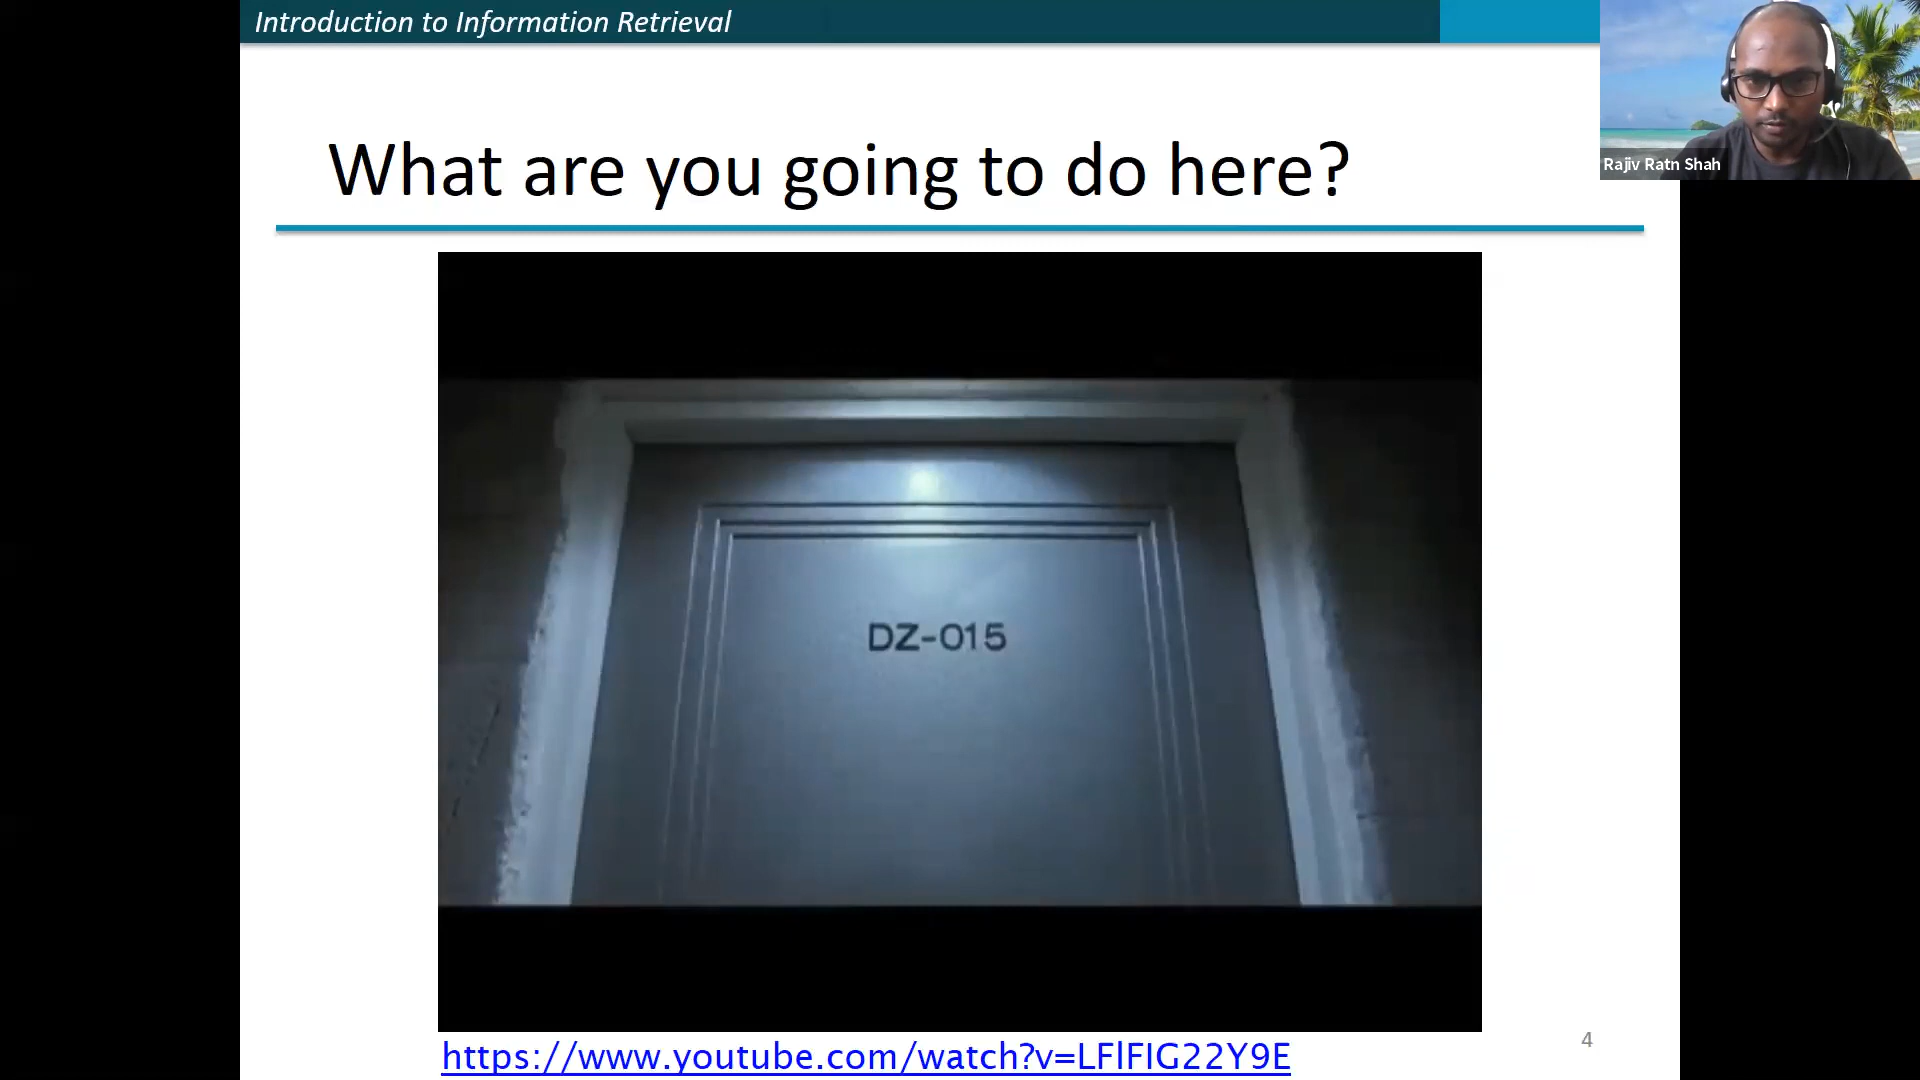 Introduction to Information Retrieval
Rajiv Ratn Shah
What are you going to do here?
DZ-015
https://www.youtube.com/watch?v=LFlFIG22Y9E
4